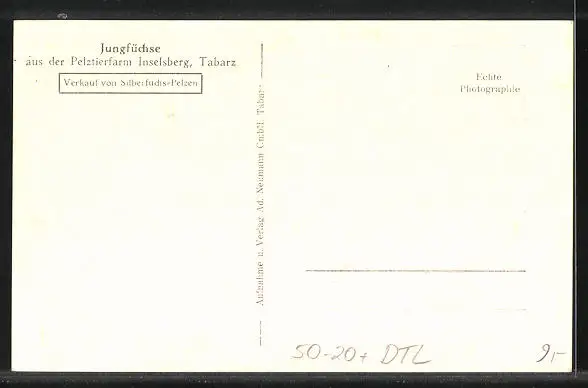 Jungfüchse
aus der Pelztierfarm Inselsberg, Tabarz
Verkauf von Silberfuchs-Pelzen
Aufnahme u. Verlag Ad. Neumann GmbH. Tabarz
Echte
Photographie
50-20+ DTL
9,-